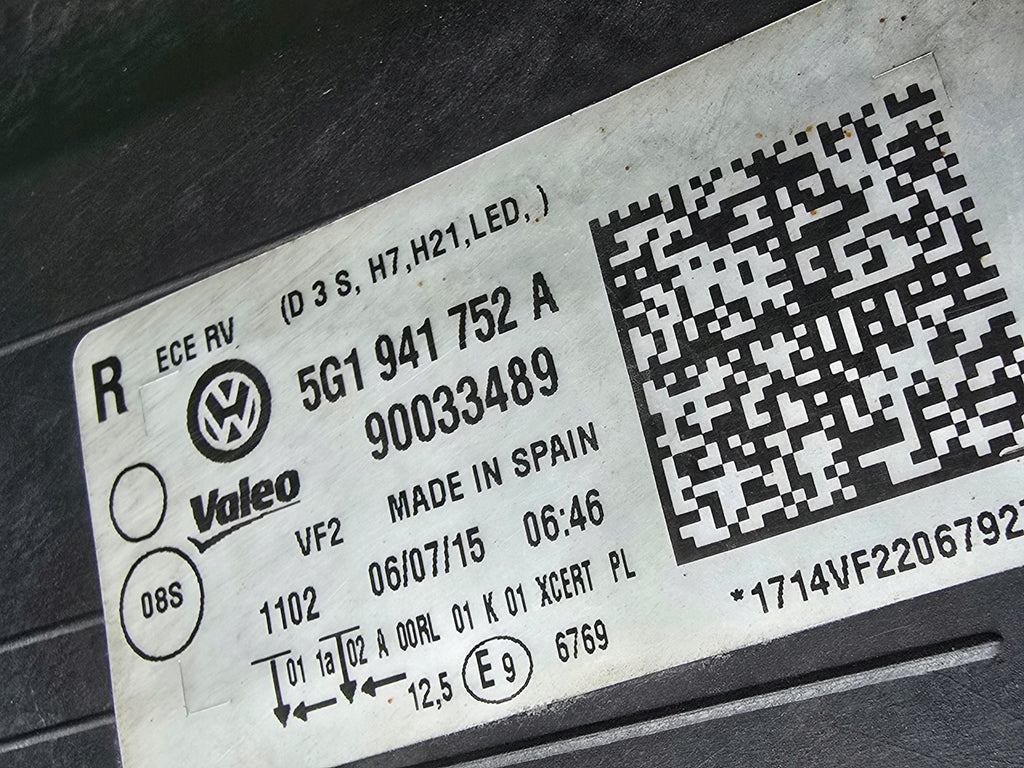 R ECE RV (D 3 S, H7,H21,LED, )
5G1 941 752 A
90033489
Valeo
MADE IN SPAIN
VF2
08S
1102 06/07/15 06:46
01 1a 02 A 00RL 01 K 01 XCERT PL
12,5 E 9 6769
*1714VF2206792